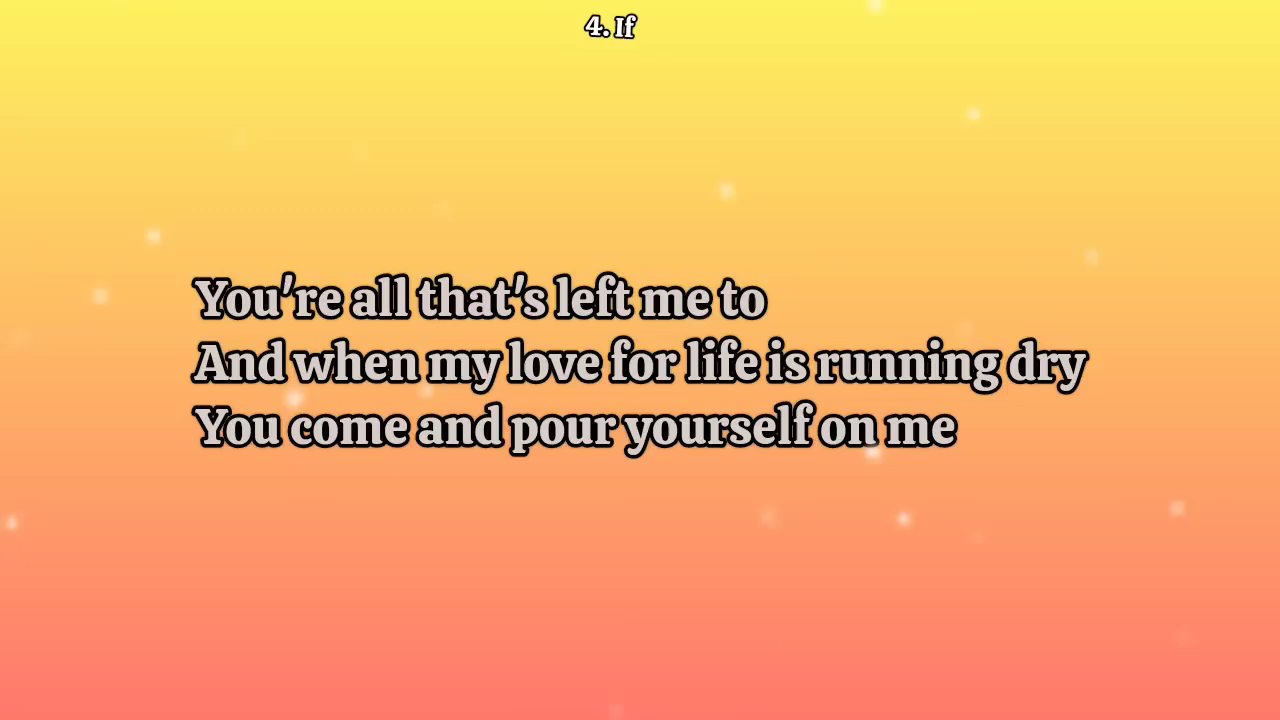 4. If
You're all that's left me to
And when my love for life is running dry
You come and pour yourself on me